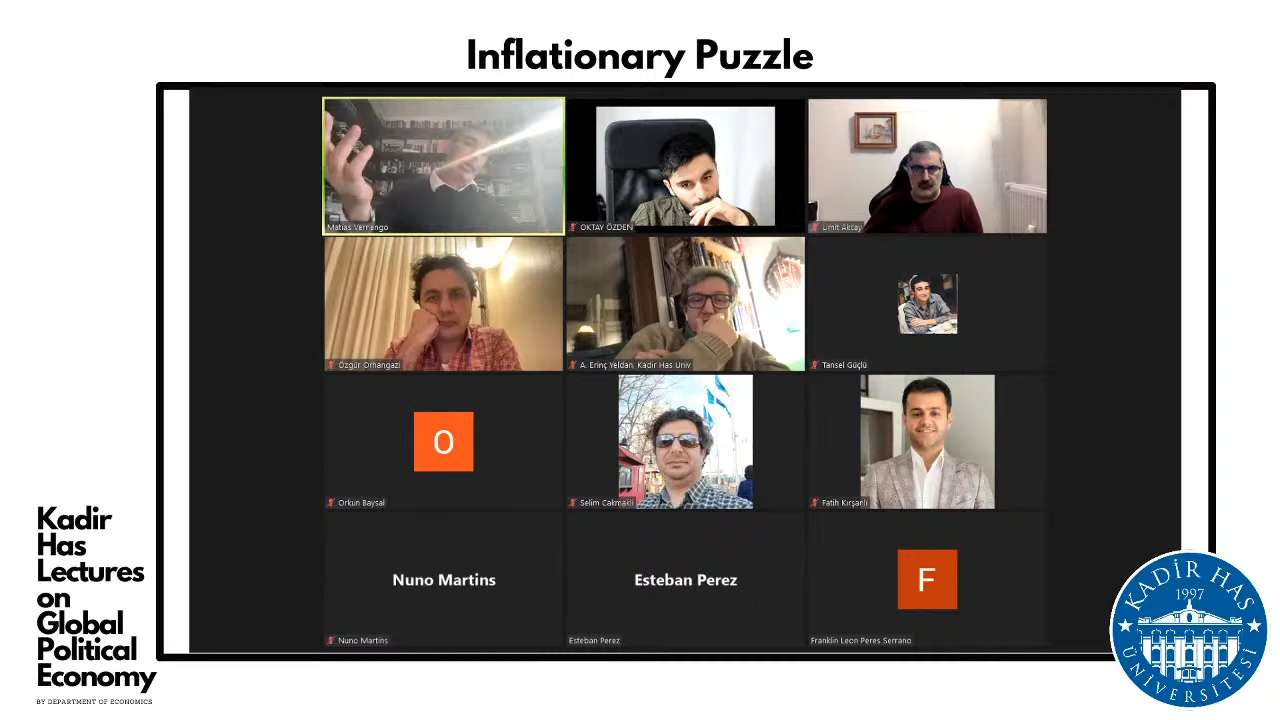 Inflationary Puzzle
Matias Vernengo
OKTAY ÖZDEN
Ümit Akcay
Özgür Orhangazi
A. Erinç Yeldan, Kadir Has Univ
Tansel Güçlü
O
Orkun Baysal
Selim Cakmakli
Fatih Kırşanlı
Nuno Martins
Nuno Martins
Esteban Perez
Esteban Perez
F
Franklin Leon Peres Serrano
Kadir
Has
Lectures
on
Global
Political
Economy
BY DEPARTMENT OF ECONOMICS
KADİR HAS
1997
ÜNİVERSİTESİ